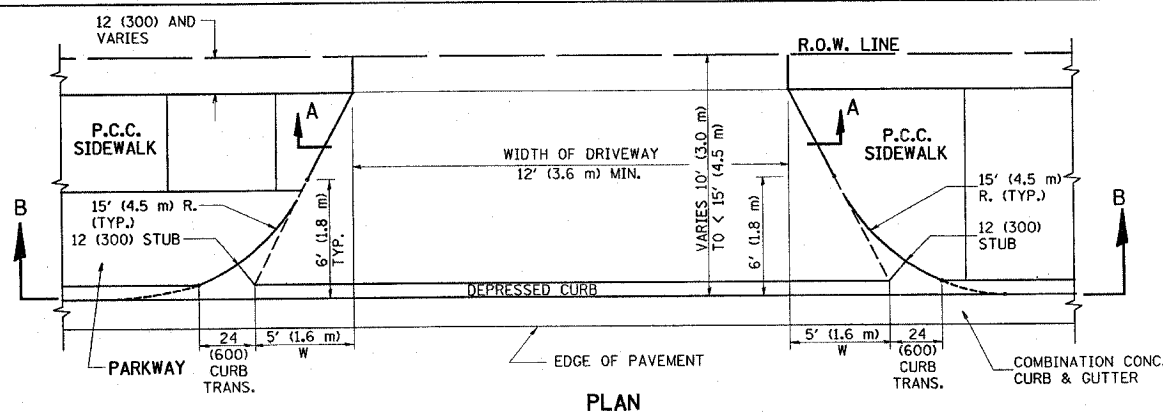 12 (300) AND
VARIES
R.O.W. LINE
A
A
P.C.C.
SIDEWALK
P.C.C.
SIDEWALK
WIDTH OF DRIVEWAY
12' (3.6 m) MIN.
VARIES 10' (3.0 m)
TO < 15' (4.5 m)
B
15' (4.5 m) R.
(TYP.)
12 (300) STUB
6' (1.8 m)
TYP.
6' (1.8 m)
15' (4.5 m)
R. (TYP.)
12 (300)
STUB
B
DEPRESSED CURB
24
(600)
CURB
TRANS.
5' (1.6 m)
W
5' (1.6 m)
W
24
(600)
CURB
TRANS.
PARKWAY
EDGE OF PAVEMENT
COMBINATION CONC.
CURB & GUTTER
PLAN